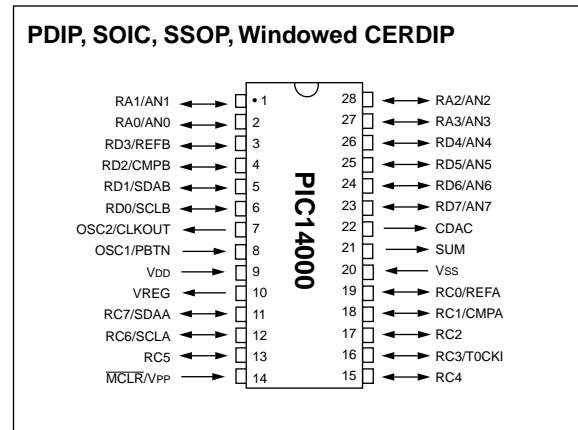 PDIP, SOIC, SSOP, Windowed CERDIP
RA1/AN1 • 1 28 RA2/AN2
RA0/AN0 2 27 RA3/AN3
RD3/REFB 3 26 RD4/AN4
RD2/CMPB 4 25 RD5/AN5
RD1/SDAB 5 24 RD6/AN6
RD0/SCLB 6 23 RD7/AN7
OSC2/CLKOUT 7 22 CDAC
OSC1/PBTN 8 21 SUM
VDD 9 20 VSS
VREG 10 19 RC0/REFA
RC7/SDAA 11 18 RC1/CMPA
RC6/SCLA 12 17 RC2
RC5 13 16 RC3/T0CKI
MCLR/VPP 14 15 RC4
PIC14000